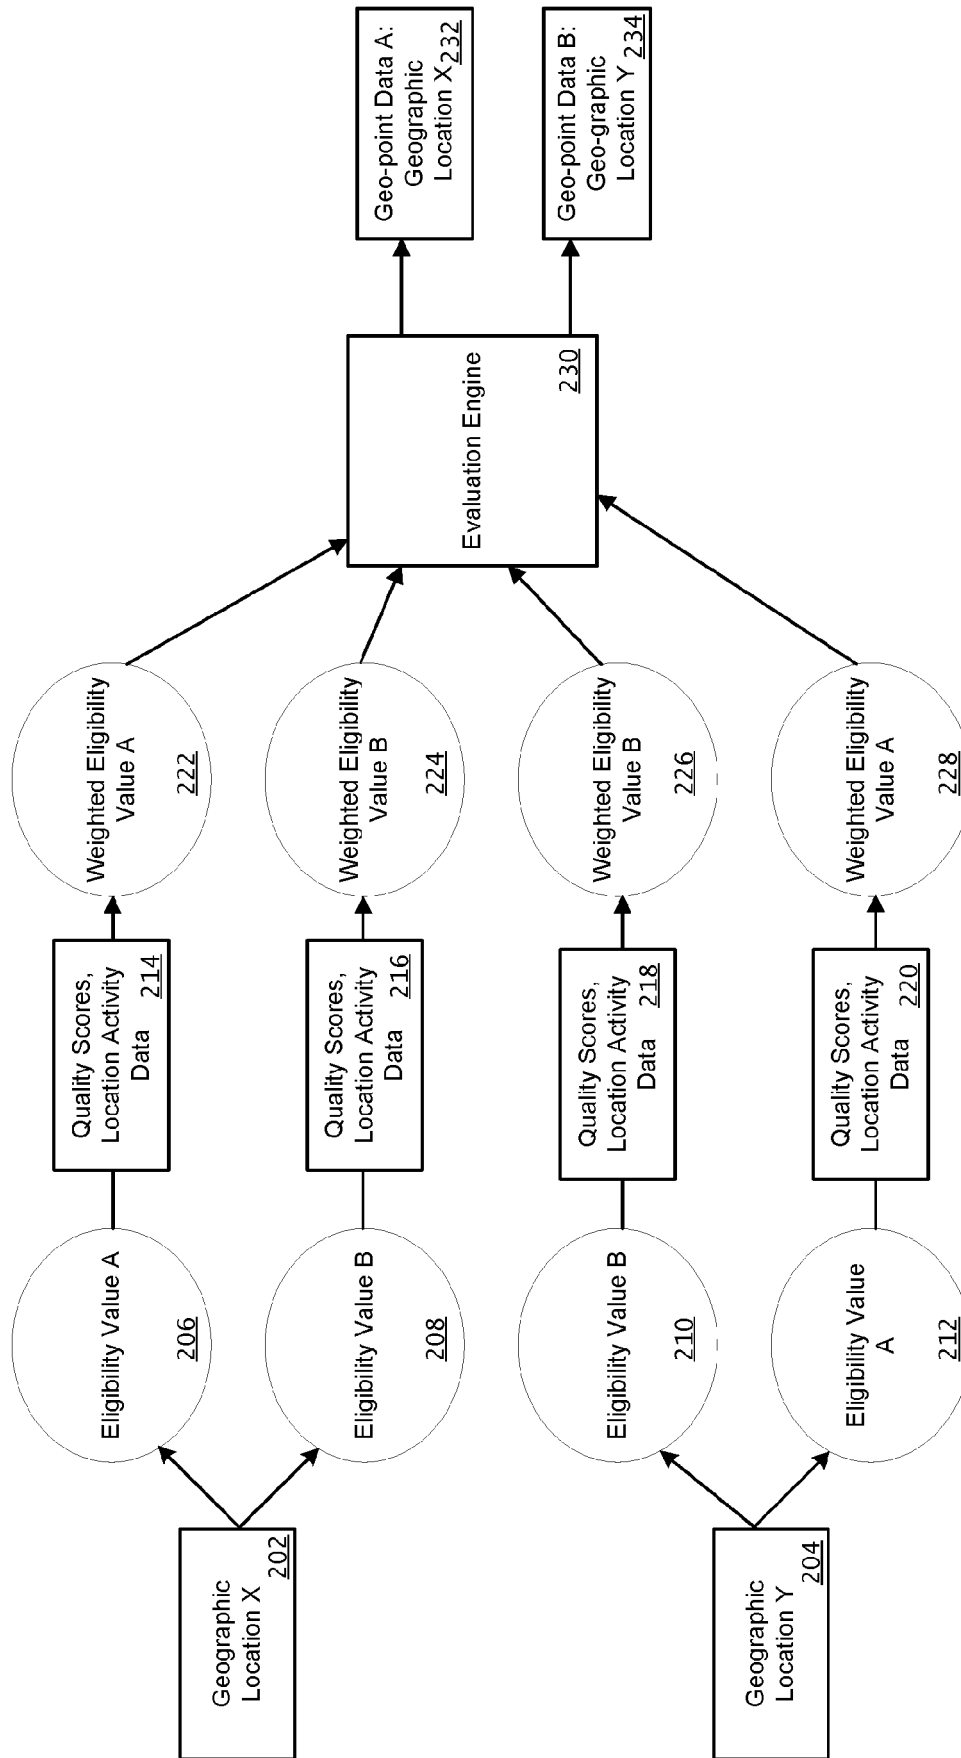 Geographic
Location X
202
Geographic
Location Y
204
Eligibility Value A
206
Eligibility Value B
208
Eligibility Value B
210
Eligibility Value
A
212
Quality Scores,
Location Activity
Data
214
Quality Scores,
Location Activity
Data
216
Quality Scores,
Location Activity
Data
218
Quality Scores,
Location Activity
Data
220
Weighted Eligibility
Value A
222
Weighted Eligibility
Value B
224
Weighted Eligibility
Value B
226
Weighted Eligibility
Value A
228
Evaluation Engine
230
Geo-point Data A:
Geographic
Location X
232
Geo-point Data B:
Geo-graphic
Location Y
234